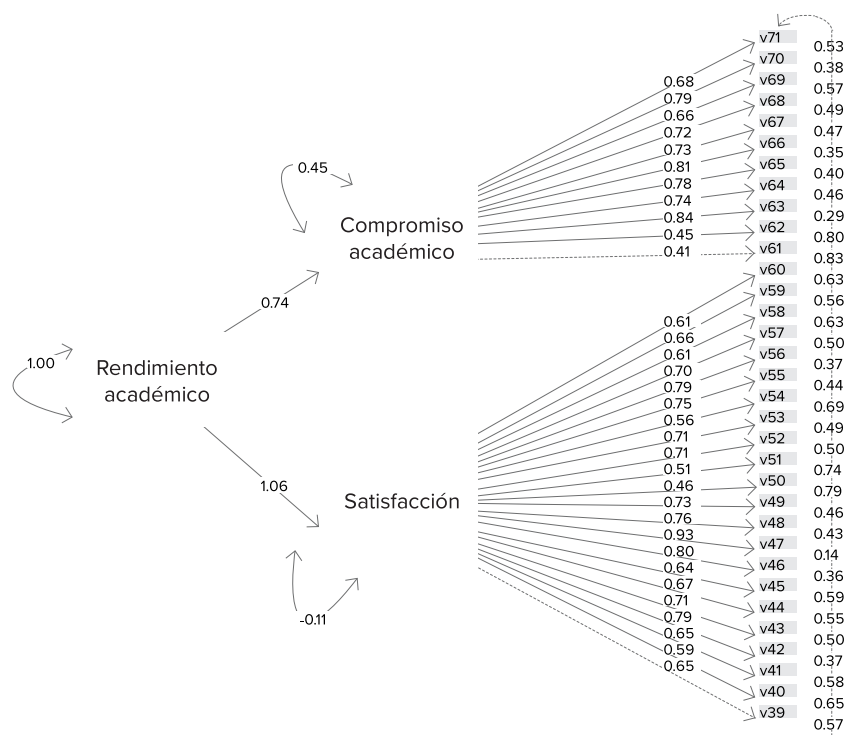 1.00
Rendimiento
académico
0.74
1.06
0.45
Compromiso
académico
Satisfacción
-0.11
0.68
0.79
0.66
0.72
0.73
0.81
0.78
0.74
0.84
0.45
0.41
0.61
0.66
0.61
0.70
0.79
0.75
0.56
0.71
0.71
0.51
0.46
0.73
0.76
0.93
0.80
0.64
0.67
0.71
0.79
0.65
0.59
0.65
v71
v70
v69
v68
v67
v66
v65
v64
v63
v62
v61
v60
v59
v58
v57
v56
v55
v54
v53
v52
v51
v50
v49
v48
v47
v46
v45
v44
v43
v42
v41
v40
v39
0.53
0.38
0.57
0.49
0.47
0.35
0.40
0.46
0.29
0.80
0.83
0.63
0.56
0.63
0.50
0.37
0.44
0.69
0.49
0.50
0.74
0.79
0.46
0.43
0.14
0.36
0.59
0.55
0.50
0.37
0.58
0.65
0.57